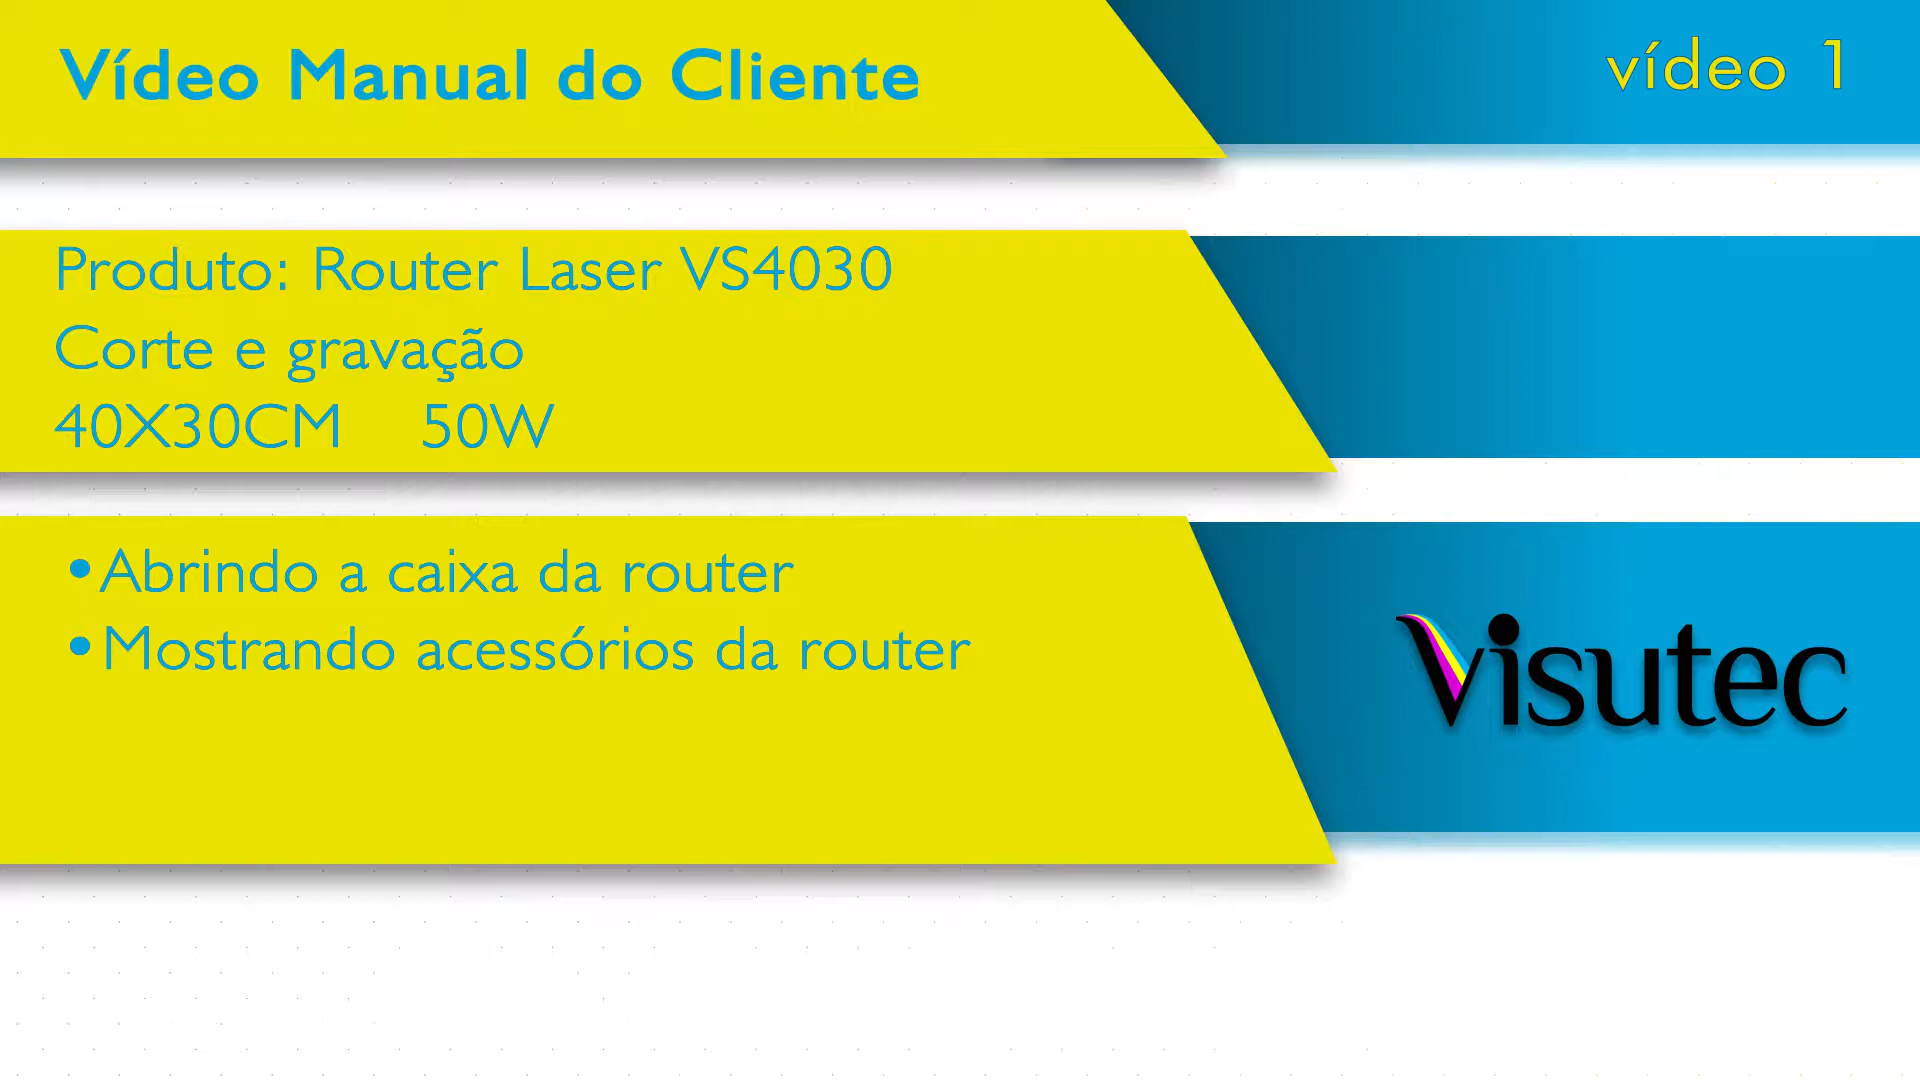 Vídeo Manual do Cliente
vídeo 1
Produto: Router Laser VS4030
Corte e gravação
40X30CM 50W
•Abrindo a caixa da router
•Mostrando acessórios da router
visutec